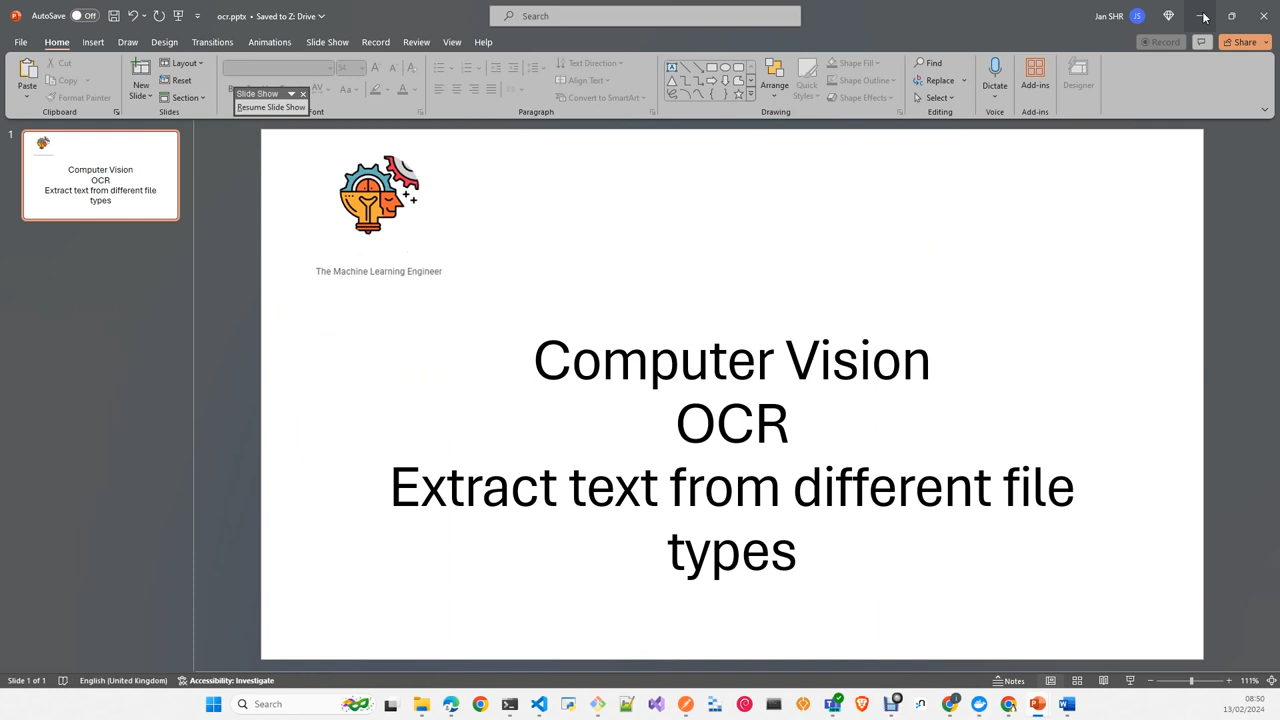 AutoSave Off ocr.pptx • Saved to Z: Drive Search Jan SHR JS
File Home Insert Draw Design Transitions Animations Slide Show Record Review View Help Record Share
Paste Cut Copy Format Painter
Clipboard
New Slide Layout Reset Section
Slides
54
Font
Slide Show
Resume Slide Show
Text Direction
Align Text
Convert to SmartArt
Paragraph
Arrange Quick Styles
Shape Fill
Shape Outline
Shape Effects
Drawing
Find
Replace
Select
Editing
Dictate
Voice
Add-ins
Add-ins
Designer
1
Computer Vision
OCR
Extract text from different file
types
The Machine Learning Engineer
Computer Vision
OCR
Extract text from different file
types
Slide 1 of 1 English (United Kingdom) Accessibility: Investigate Notes 111%
Search
08:50
13/02/2024